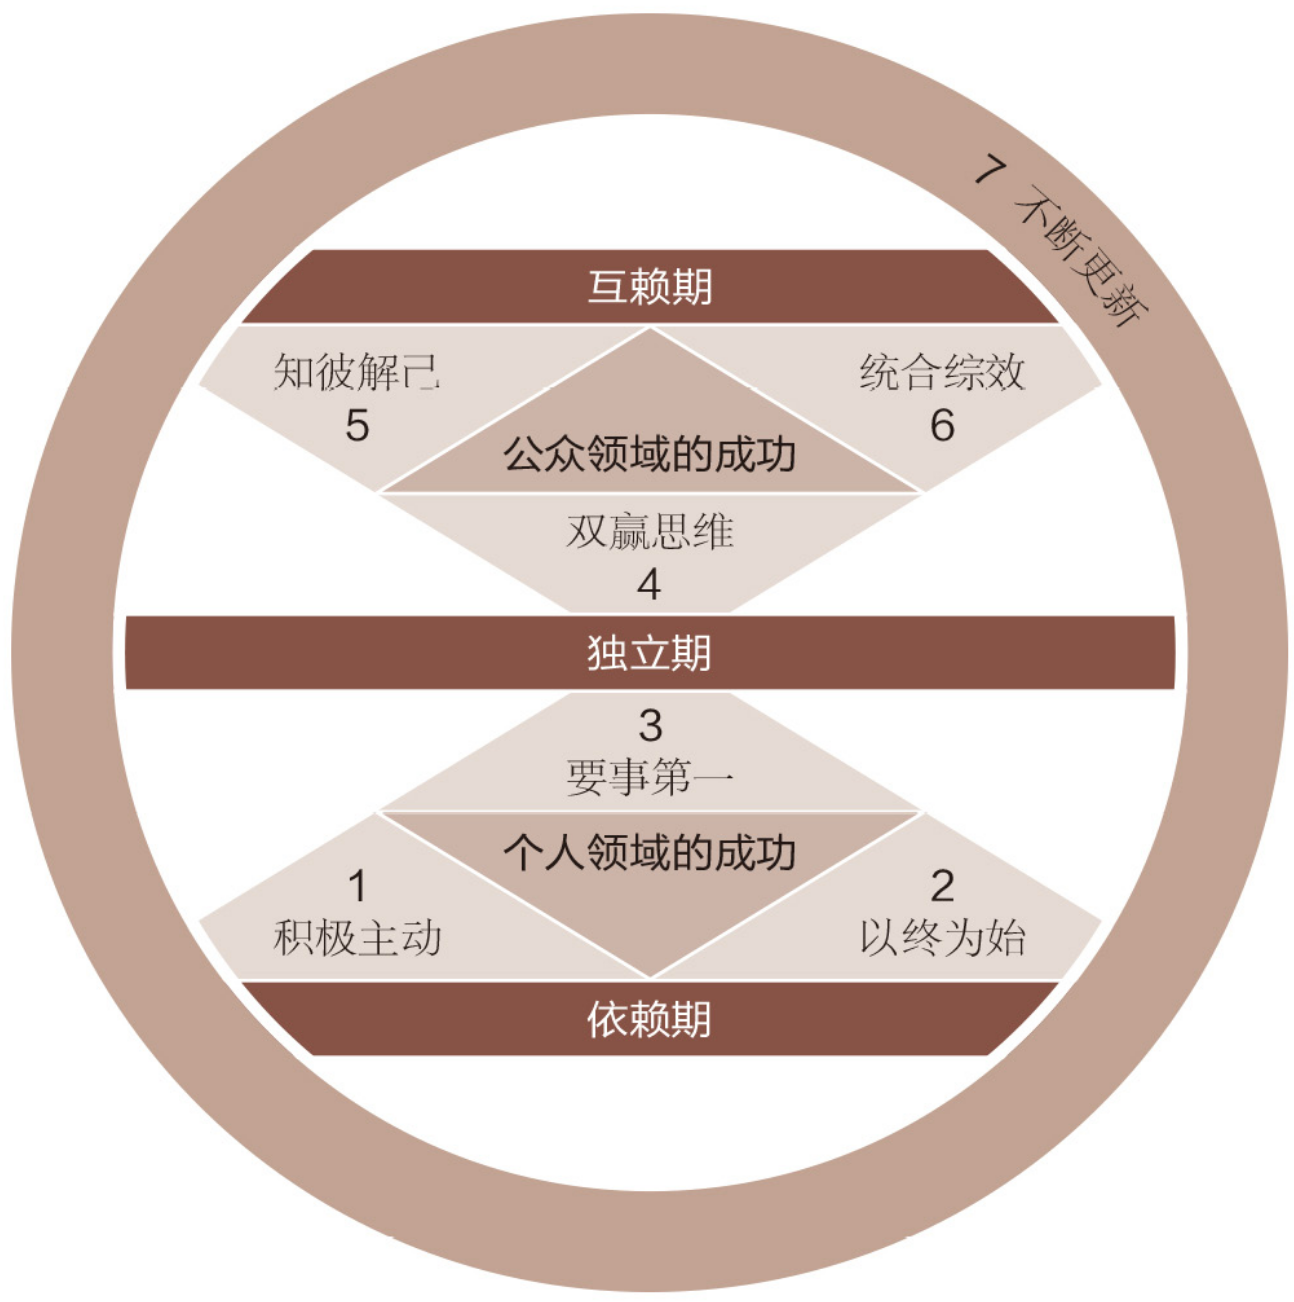 7 不断更新
互赖期
知彼解己
5
统合综效
6
公众领域的成功
双赢思维
4
独立期
3
要事第一
个人领域的成功
1
积极主动
2
以终为始
依赖期